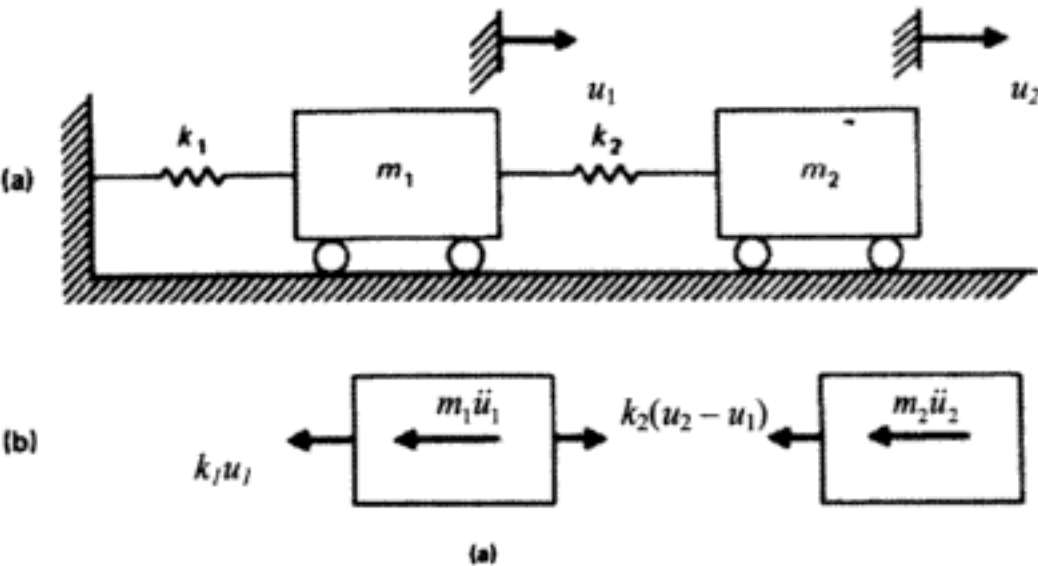 u₁
u₂
k₁
k₂
(a)
m₁
m₂
m₁ü₁
k₂(u₂ − u₁)
m₂ü₂
(b)
k₁u₁
(a)